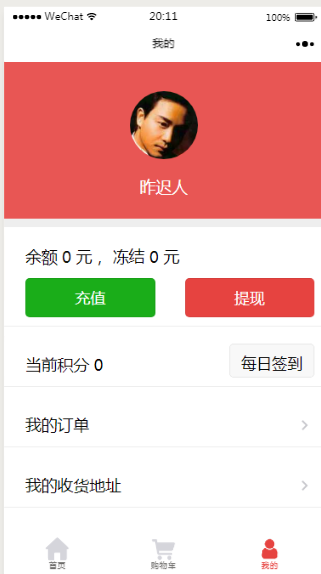 WeChat 20:11 100%
我的
昨迟人
余额 0 元 ，冻结 0 元
充值 提现
当前积分 0 每日签到
我的订单
我的收货地址
首页 购物车 我的